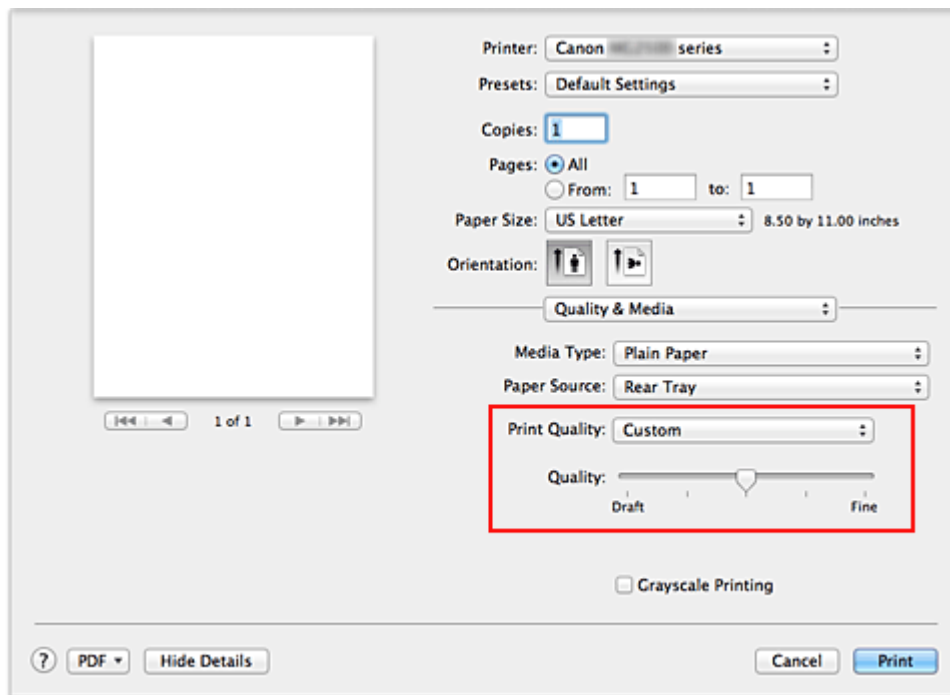 Printer: Canon series
Presets: Default Settings
Copies: 1
Pages: All
From: 1 to: 1
Paper Size: US Letter 8.50 by 11.00 inches
Orientation:
Quality & Media
Media Type: Plain Paper
Paper Source: Rear Tray
1 of 1
Print Quality: Custom
Quality:
Draft Fine
Grayscale Printing
? PDF Hide Details Cancel Print